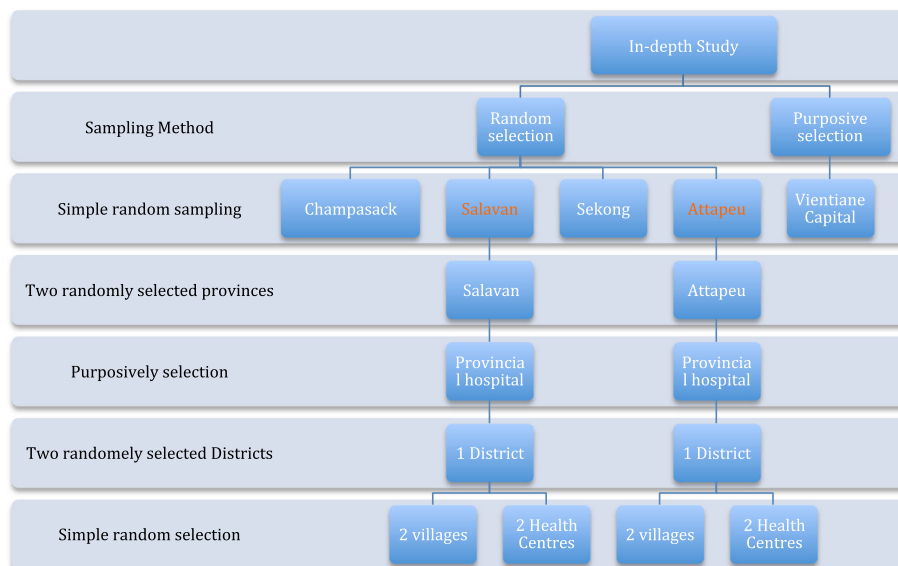 In-depth Study
Sampling Method
Random
selection
Purposive
selection
Simple random sampling
Champasack
Salavan
Sekong
Attapeu
Vientiane
Capital
Two randomly selected provinces
Salavan
Attapeu
Purposively selection
Provincia
l hospital
Provincia
l hospital
Two randomely selected Districts
1 District
1 District
Simple random selection
2 villages
2 Health
Centres
2 villages
2 Health
Centres